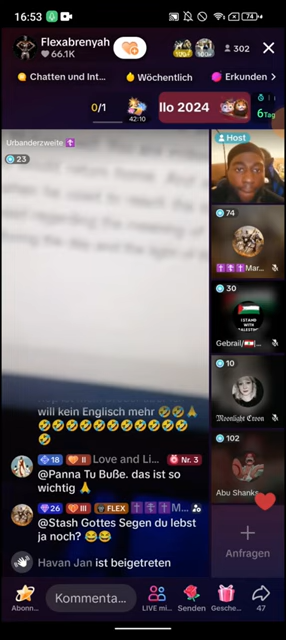 16:53
74
Flexabrenyah
66.1K
302
Chatten und Int...
Wöchentlich
Erkunden
0/1
42:10
llo 2024
6Tag
Urbanderzweite
23
Host
74
Mar...
30
I STAND
WITH
Gebrail/
10
Moonlight Croon
102
Abu Shanks
will kein Englisch mehr
18 II Love and Li... Nr. 3
@Panna Tu Buße. das ist so
wichtig
26 III FLEX M...
@Stash Gottes Segen du lebst
ja noch?
Havan Jan ist beigetreten
Anfragen
Kommenta...
Abonn...
LIVE mi...
Senden
Gesche...
47